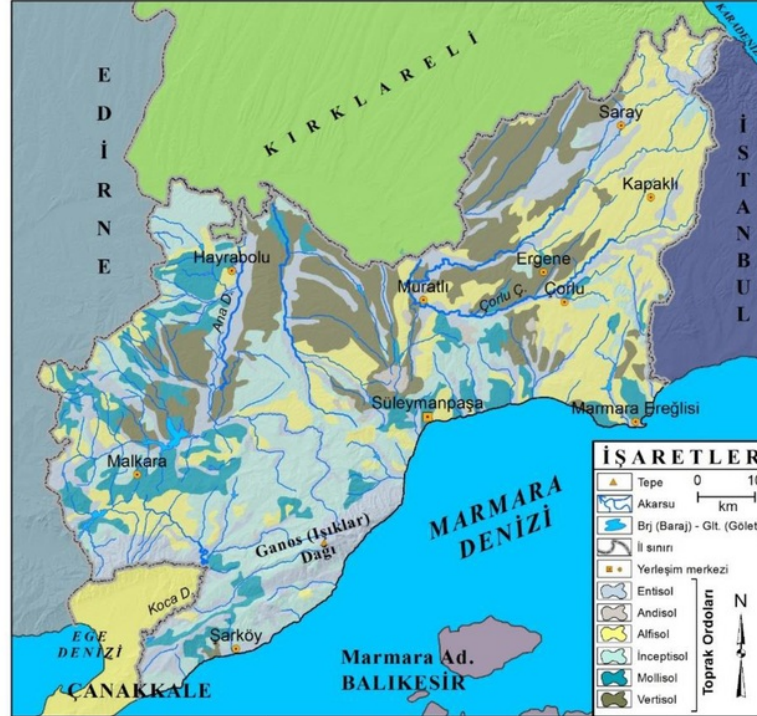 KARADENİZ
EDİRNE
KIRKLARELİ
İSTANBUL
Saray
Kapaklı
Hayrabolu
Ergene
Muratlı
Ana D.
Çorlu Ç.
Çorlu
Süleymanpaşa
Marmara Ereğlisi
Malkara
MARMARA
DENİZİ
Ganos (Işıklar)
Dağı
Koca D.
EGE
DENİZİ
Şarköy
ÇANAKKALE
Marmara Ad.
BALIKESİR
İŞARETLER
Tepe
0 10
km
Akarsu
Brj (Baraj) - Glt. (Gölet
İl sınırı
Yerleşim merkezi
Entisol
Andisol
Alfisol
İnceptisol
Mollisol
Vertisol
Toprak Ordoları
N